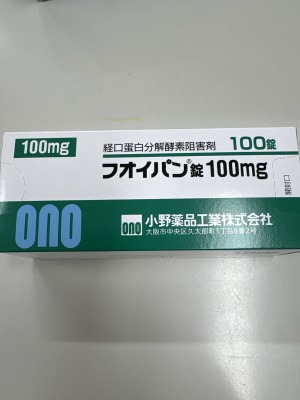 100mg
経口蛋白分解酵素阻害剤 100錠
フオイパン®錠100mg
ono
ono 小野薬品工業株式会社
大阪市中央区久太郎町1丁目8番2号